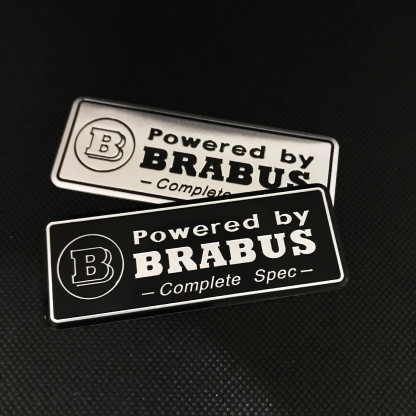 B
Powered by
BRABUS
– Complete
B
Powered by
BRABUS
– Complete Spec –